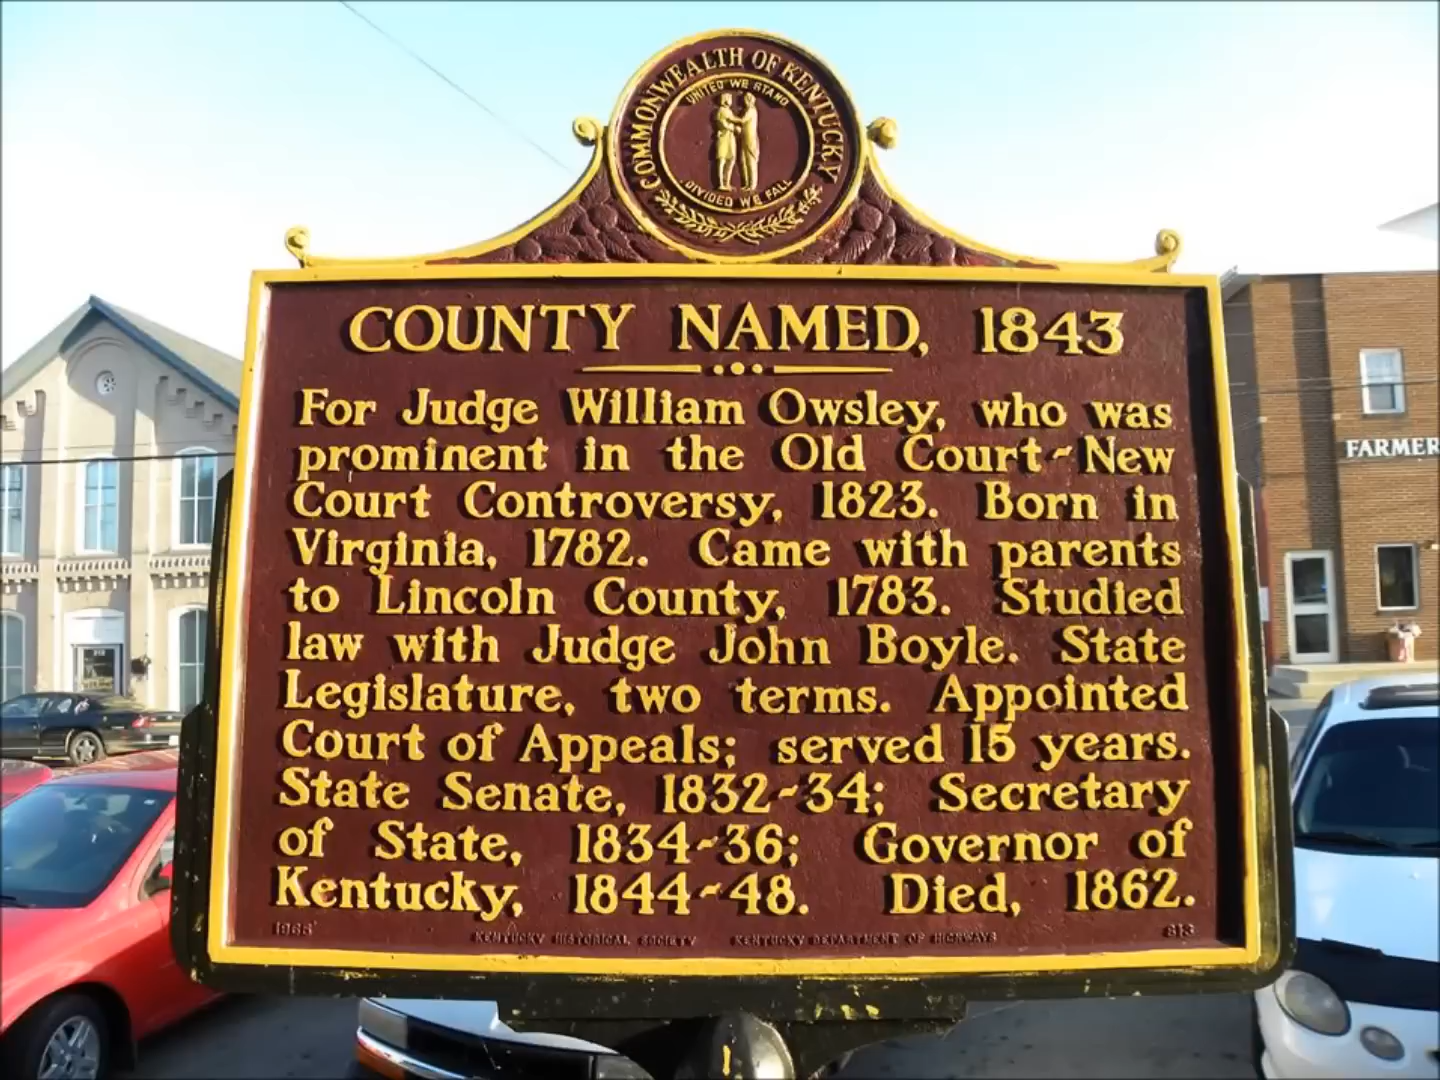 COMMONWEALTH OF KENTUCKY
UNITED WE STAND
DIVIDED WE FALL
COUNTY NAMED, 1843
For Judge William Owsley, who was
prominent in the Old Court-New
Court Controversy, 1823. Born in
Virginia, 1782. Came with parents
to Lincoln County, 1783. Studied
law with Judge John Boyle. State
Legislature, two terms. Appointed
Court of Appeals; served 15 years.
State Senate, 1832-34; Secretary
of State, 1834-36; Governor of
Kentucky, 1844-48. Died, 1862.
1966 KENTUCKY HISTORICAL SOCIETY KENTUCKY DEPARTMENT OF HIGHWAYS 813
FARMER